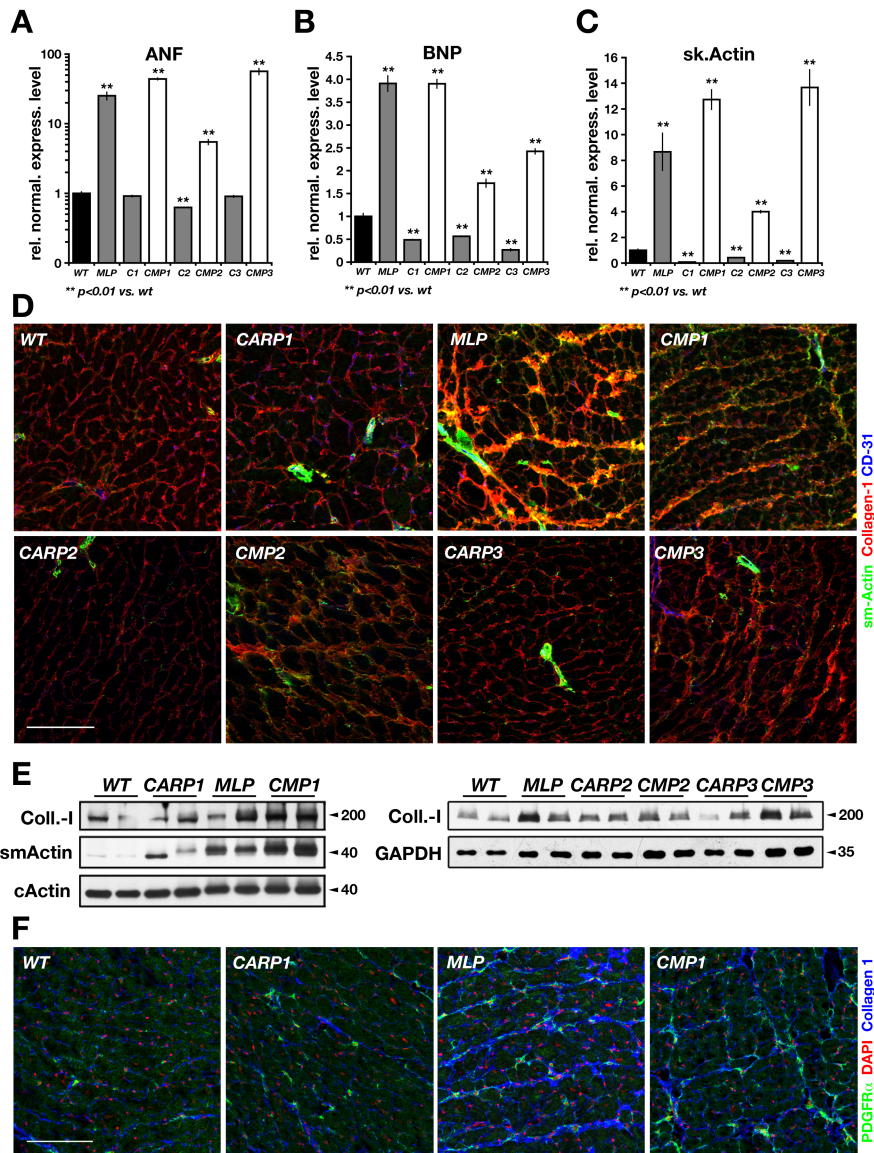 A
ANF
rel. normal. express. level
100
10
1
0
WT MLP C1 CMP1 C2 CMP2 C3 CMP3
** ** ** ** **
** p<0.01 vs. wt
B
BNP
rel. normal. express. level
4.5
4.0
3.5
3.0
2.5
2.0
1.5
1.0
0.5
0.0
WT MLP C1 CMP1 C2 CMP2 C3 CMP3
** ** ** ** ** ** **
** p<0.01 vs. wt
C
sk.Actin
rel. normal. express. level
16
14
12
10
8
6
4
2
0
WT MLP C1 CMP1 C2 CMP2 C3 CMP3
** ** ** ** ** ** **
** p<0.01 vs. wt
D
WT CARP1 MLP CMP1
CARP2 CMP2 CARP3 CMP3
sm-Actin Collagen-1 CD-31
E
WT CARP1 MLP CMP1
Coll.-I 200
smActin 40
cActin 40
WT MLP CARP2 CMP2 CARP3 CMP3
Coll.-I 200
GAPDH 35
F
WT CARP1 MLP CMP1
PDGFRα DAPI Collagen 1